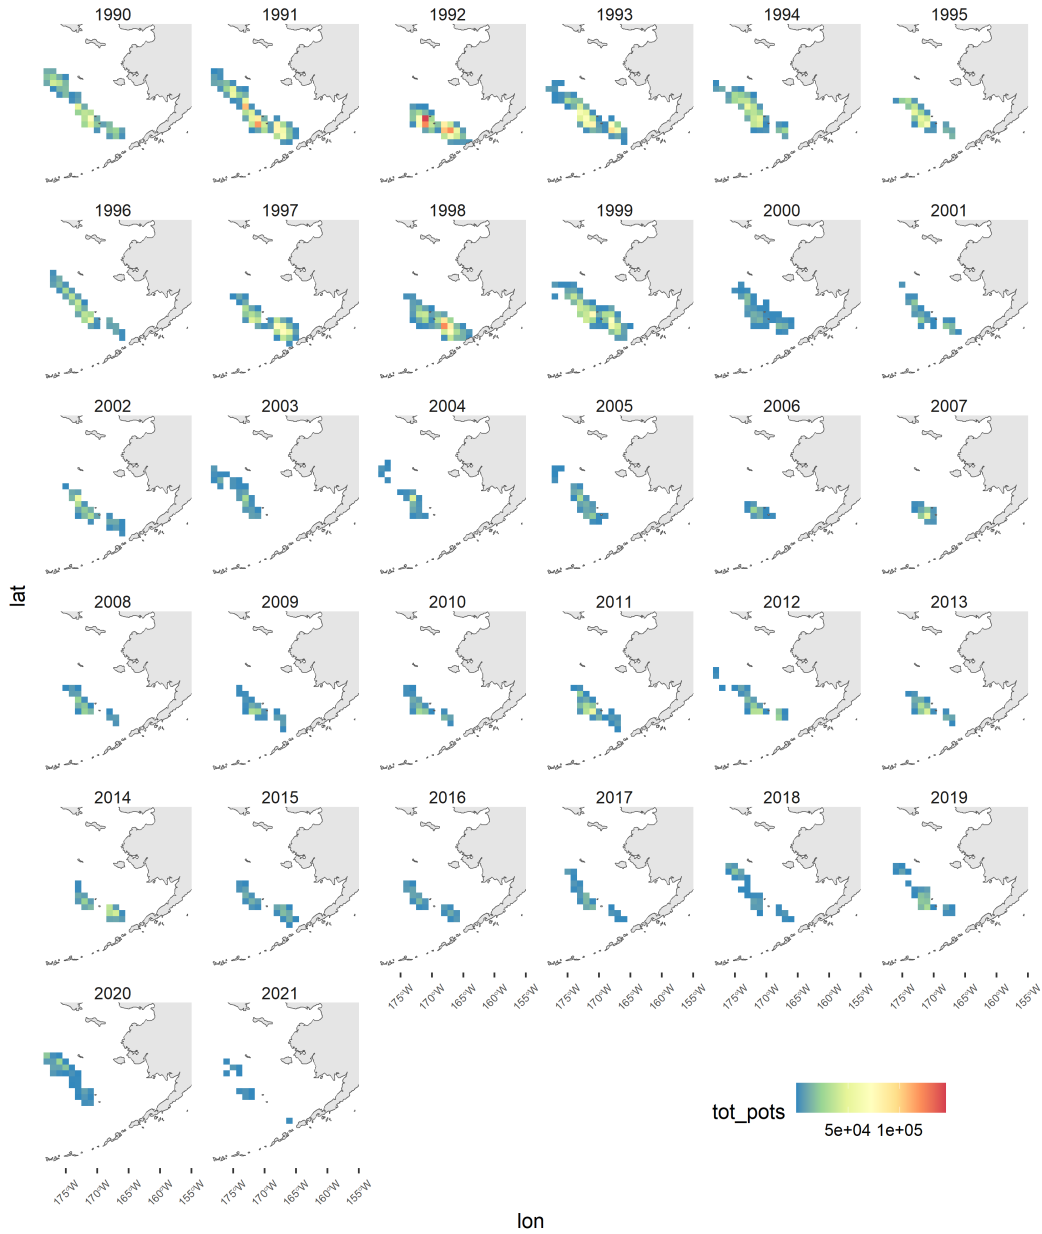 1990 1991 1992 1993 1994 1995
1996 1997 1998 1999 2000 2001
2002 2003 2004 2005 2006 2007
lat
2008 2009 2010 2011 2012 2013
2014 2015 2016 2017 2018 2019
175°W 170°W 165°W 160°W 155°W 175°W 170°W 165°W 160°W 155°W 175°W 170°W 165°W 160°W 155°W 175°W 170°W 165°W 160°W 155°W
2020 2021
tot_pots
5e+04 1e+05
175°W 170°W 165°W 160°W 155°W 175°W 170°W 165°W 160°W 155°W
lon